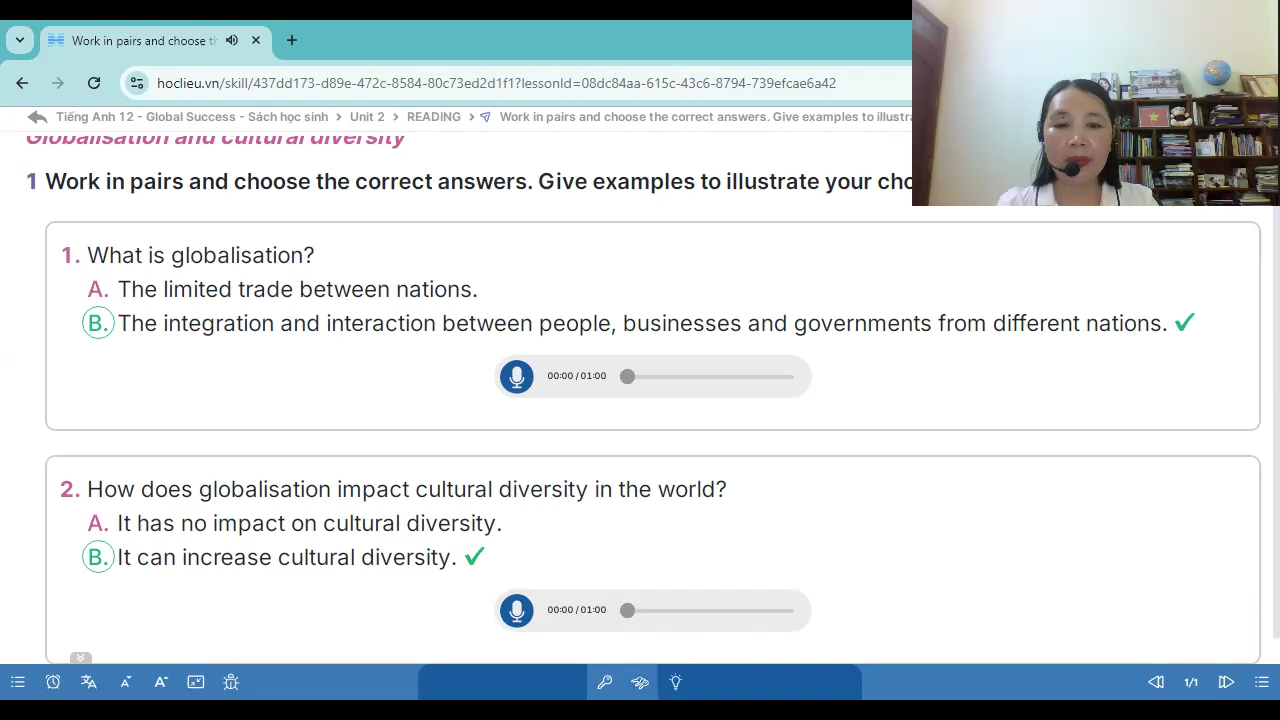 Work in pairs and choose th
hoclieu.vn/skill/437dd173-d89e-472c-8584-80c73ed2d1f1?lessonId=08dc84aa-615c-43c6-8794-739efcae6a42
Tiếng Anh 12 - Global Success - Sách học sinh > Unit 2 > READING > Work in pairs and choose the correct answers. Give examples to illustra
Globalisation and cultural diversity
1 Work in pairs and choose the correct answers. Give examples to illustrate your cho
1. What is globalisation?
A. The limited trade between nations.
B. The integration and interaction between people, businesses and governments from different nations.
00:00 / 01:00
2. How does globalisation impact cultural diversity in the world?
A. It has no impact on cultural diversity.
B. It can increase cultural diversity.
00:00 / 01:00
1/1